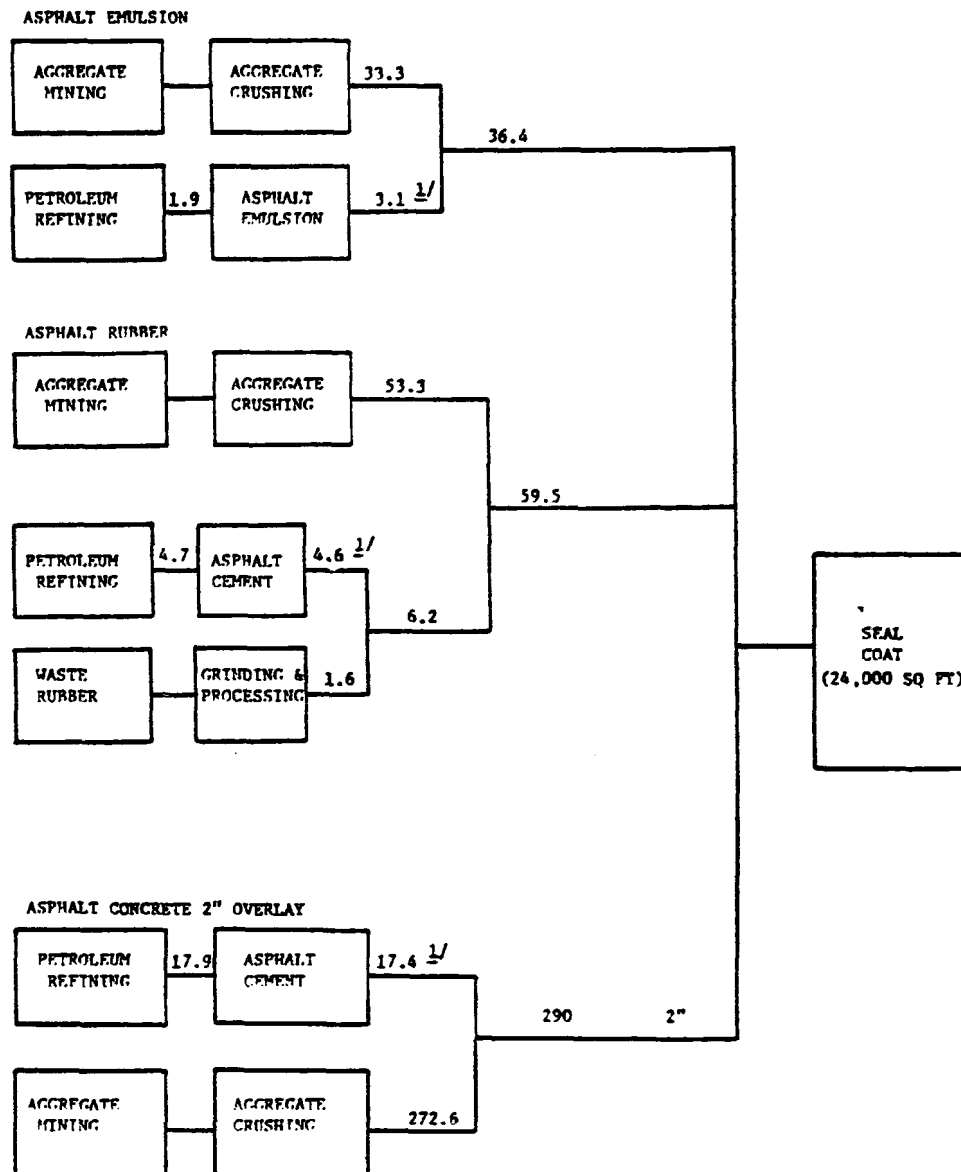 ASPHALT EMULSION
AGGREGATE
MINING
AGGREGATE
CRUSHING
33.3
36.4
PETROLEUM
REFINING
1.9
ASPHALT
EMULSION
3.1 1/
ASPHALT RUBBER
AGGREGATE
MINING
AGGREGATE
CRUSHING
53.3
59.5
PETROLEUM
REFINING
4.7
ASPHALT
CEMENT
4.6 1/
6.2
WASTE
RUBBER
GRINDING &
PROCESSING
1.6
SEAL
COAT
(24,000 SQ FT)
ASPHALT CONCRETE 2" OVERLAY
PETROLEUM
REFINING
17.9
ASPHALT
CEMENT
17.4 1/
290
2"
AGGREGATE
MINING
AGGREGATE
CRUSHING
272.6